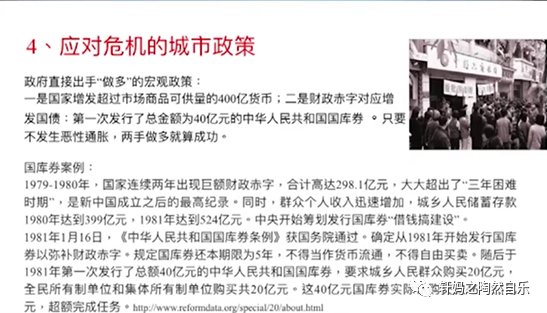 4、应对危机的城市政策
政府直接出手“做多”的宏观政策：
一是国家增发超过市场商品可供量的400亿货币；二是财政赤字对应增
发国债：第一次发行了总金额为40亿元的中华人民共和国国库券 。只要
不发生恶性通胀，两手做多就算成功。
国库券案例：
1979-1980年，国家连续两年出现巨额财政赤字，合计高达298.1亿元，大大超出了“三年困难
时期”，是新中国成立之后的最高纪录。同时，群众个人收入迅速增加，城乡人民储蓄存款
1980年达到399亿元，1981年达到524亿元。中央开始筹划发行国库券“借钱搞建设”。
1981年1月16日，《中华人民共和国国库券条例》获国务院通过。确定从1981年开始发行国库
券以弥补财政赤字。规定国库券还本期限为5年，不得当作货币流通，不得自由买卖。随后于
1981年第一次发行了总额40亿元的中华人民共和国国库券，要求城乡人民群众购买20亿元，
全民所有制单位和集体所有制单位购买共20亿元。这40亿元国库券实际
元，超额完成任务。http://www.reformdata.org/special/20/about.html
轩妈之陶然自乐